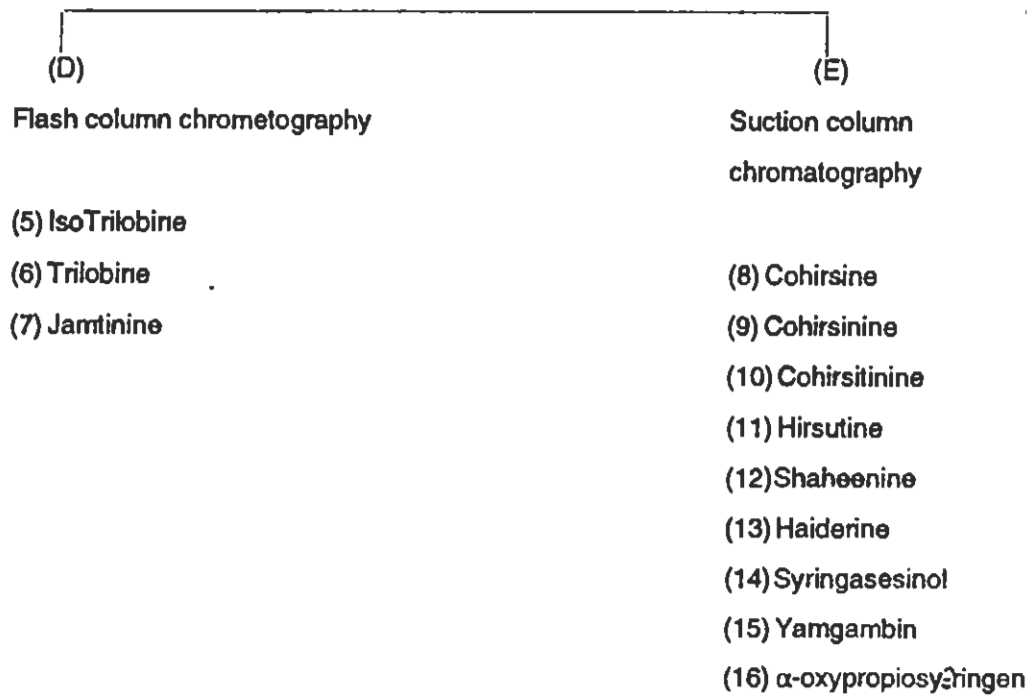 (D)
Flash column chrometography
(5) IsoTrilobine
(6) Trilobine
(7) Jamtinine
(E)
Suction column
chromatography
(8) Cohirsine
(9) Cohirsinine
(10) Cohirsitinine
(11) Hirsutine
(12)Shaheenine
(13) Haiderine
(14) Syringasesinol
(15) Yamgambin
(16)